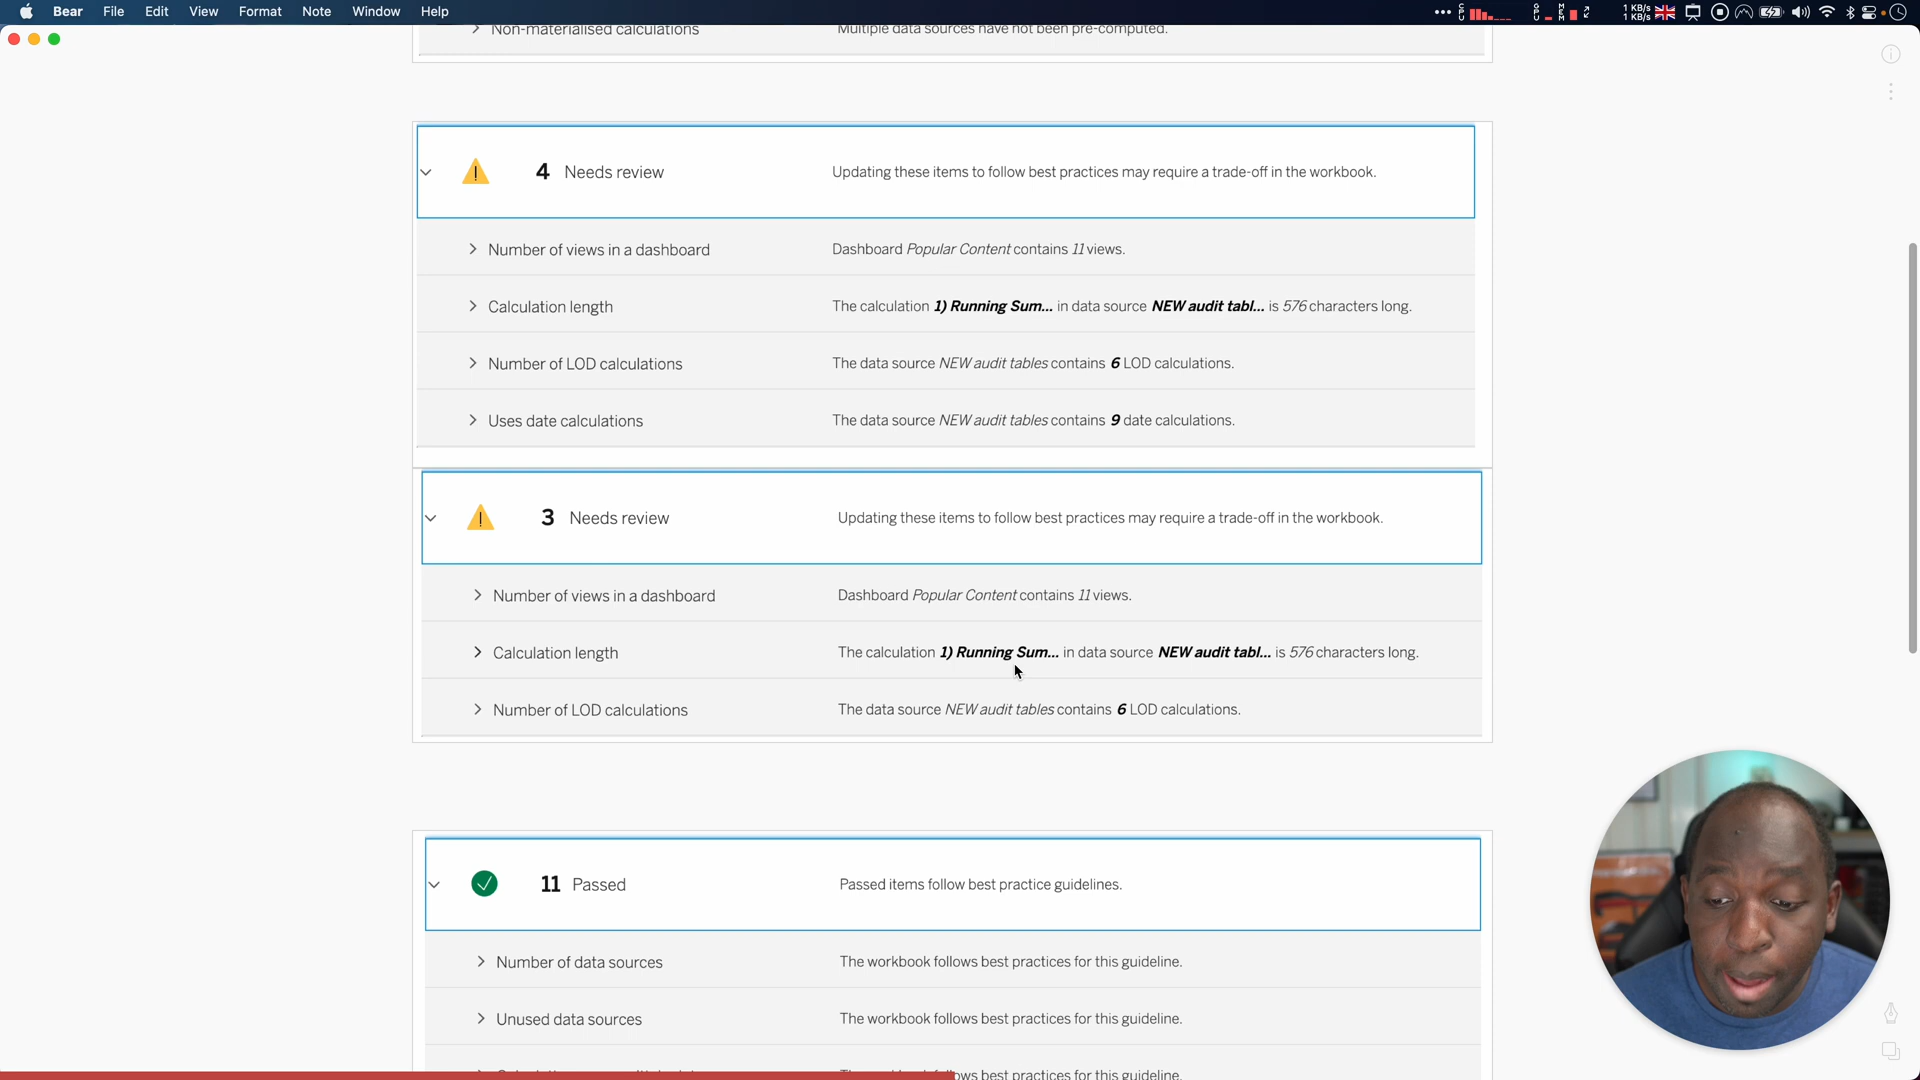 Bear File Edit View Format Note Window Help
1 KB/s
1 KB/s
Non-materialised calculations Multiple data sources have not been pre-computed.
4 Needs review Updating these items to follow best practices may require a trade-off in the workbook.
Number of views in a dashboard Dashboard Popular Content contains 11 views.
Calculation length The calculation 1) Running Sum... in data source NEW audit tabl... is 576 characters long.
Number of LOD calculations The data source NEW audit tables contains 6 LOD calculations.
Uses date calculations The data source NEW audit tables contains 9 date calculations.
3 Needs review Updating these items to follow best practices may require a trade-off in the workbook.
Number of views in a dashboard Dashboard Popular Content contains 11 views.
Calculation length The calculation 1) Running Sum... in data source NEW audit tabl... is 576 characters long.
Number of LOD calculations The data source NEW audit tables contains 6 LOD calculations.
11 Passed Passed items follow best practice guidelines.
Number of data sources The workbook follows best practices for this guideline.
Unused data sources The workbook follows best practices for this guideline.
best practices for this guideline.